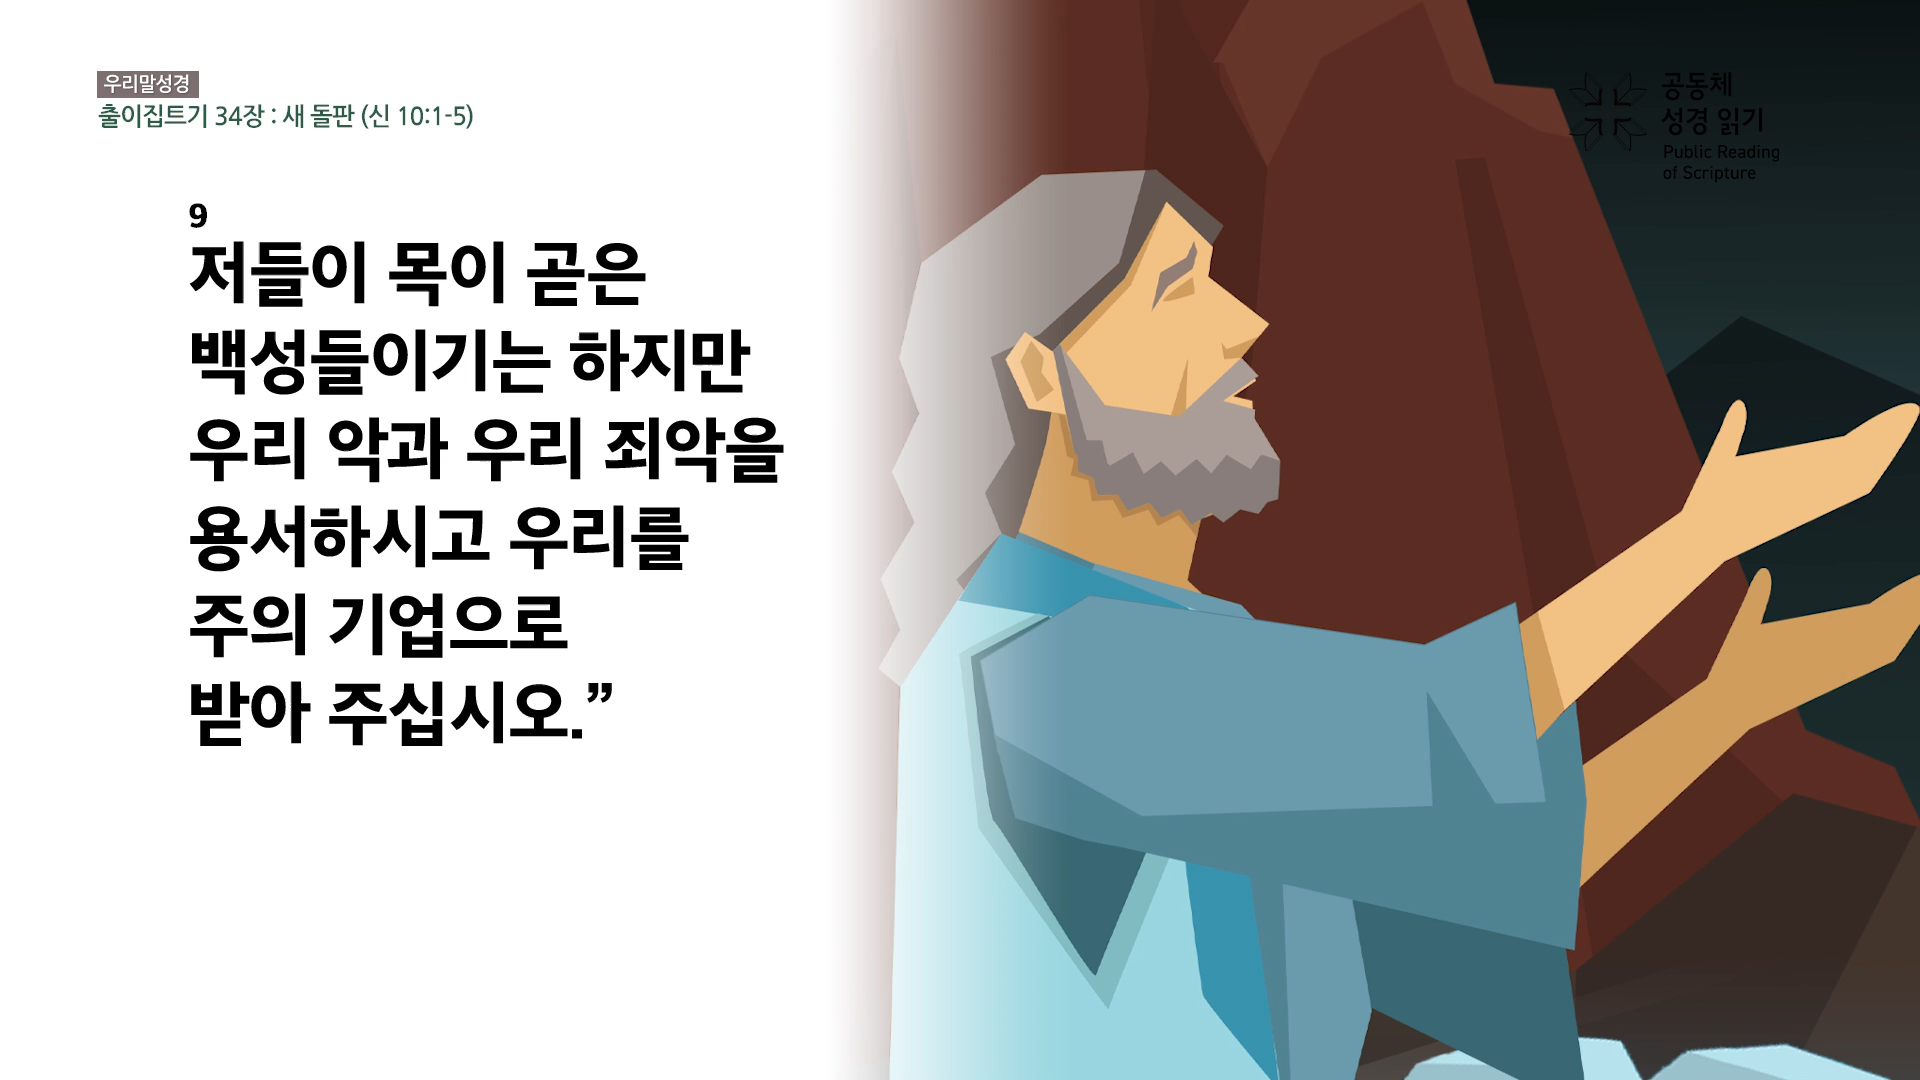 우리말성경
출이집트기 34장 : 새 돌판 (신 10:1-5)
공동체
성경 읽기
Public Reading
of Scripture
9
저들이 목이 곧은
백성들이기는 하지만
우리 악과 우리 죄악을
용서하시고 우리를
주의 기업으로
받아 주십시오.”